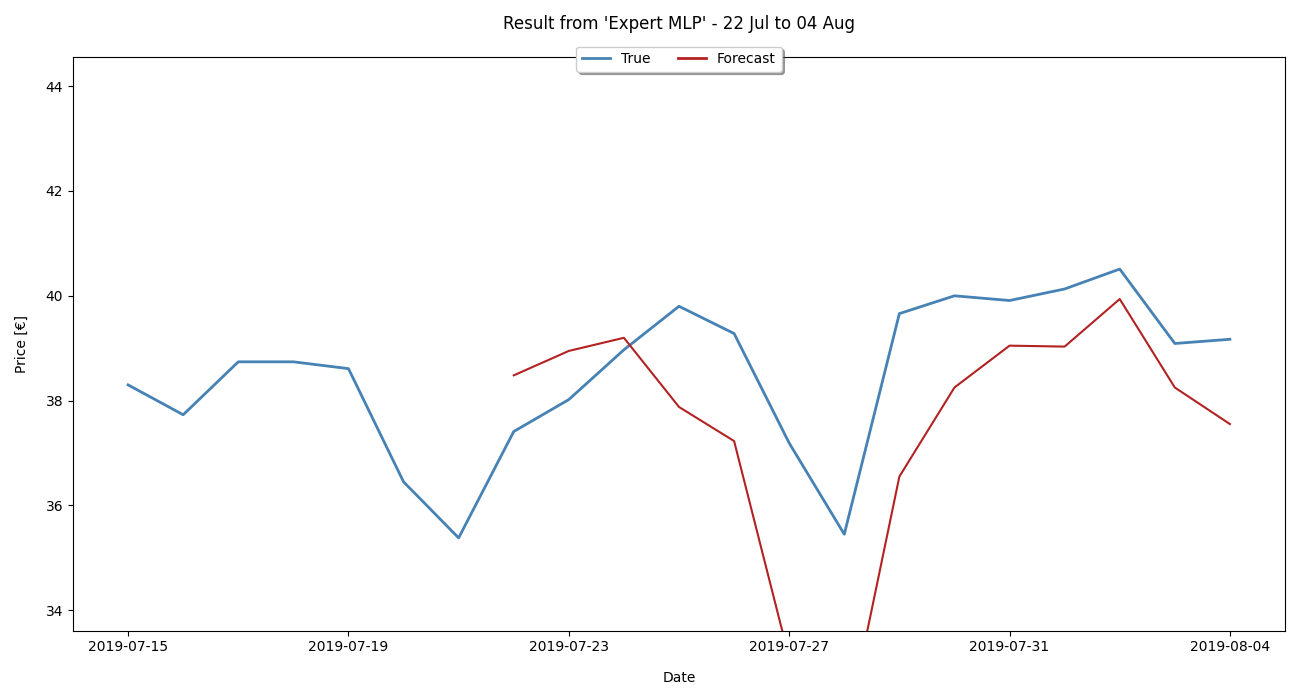 Result from 'Expert MLP' - 22 Jul to 04 Aug
True Forecast
44
42
40
38
36
34
Price [€]
2019-07-15 2019-07-19 2019-07-23 2019-07-27 2019-07-31 2019-08-04
Date